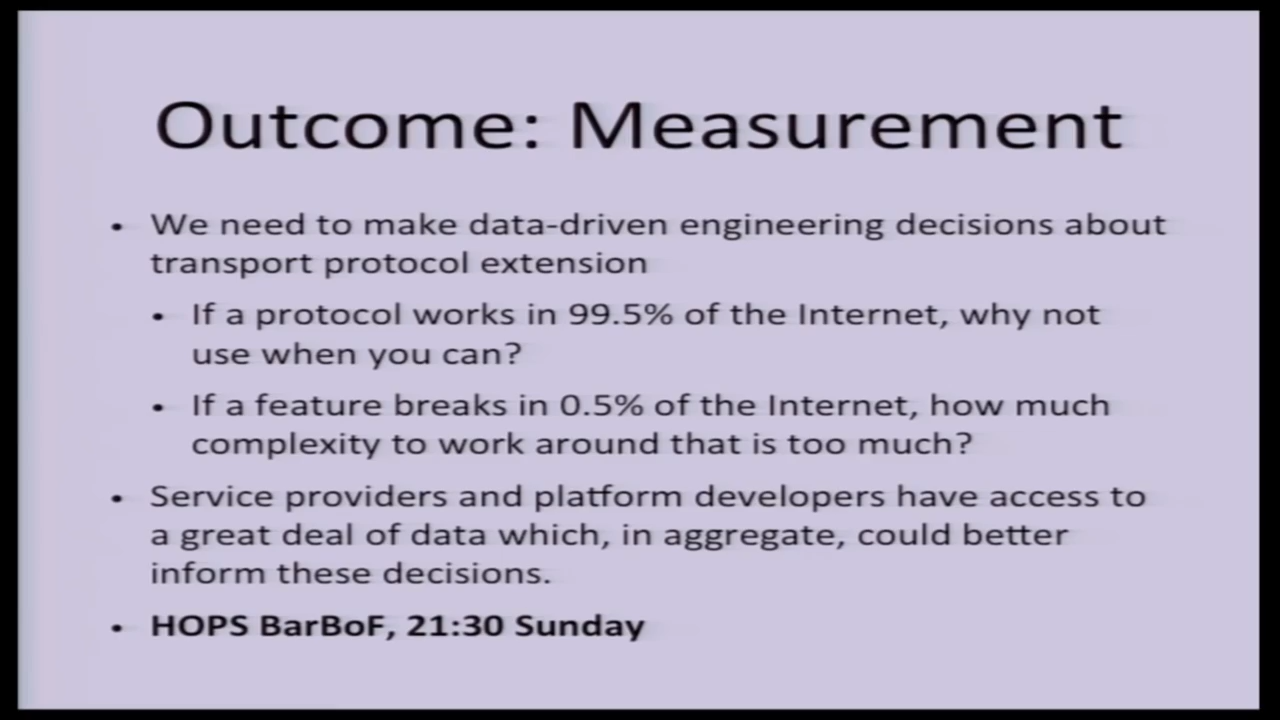 Outcome: Measurement
• We need to make data-driven engineering decisions about
transport protocol extension
• If a protocol works in 99.5% of the Internet, why not
use when you can?
• If a feature breaks in 0.5% of the Internet, how much
complexity to work around that is too much?
• Service providers and platform developers have access to
a great deal of data which, in aggregate, could better
inform these decisions.
• HOPS BarBoF, 21:30 Sunday